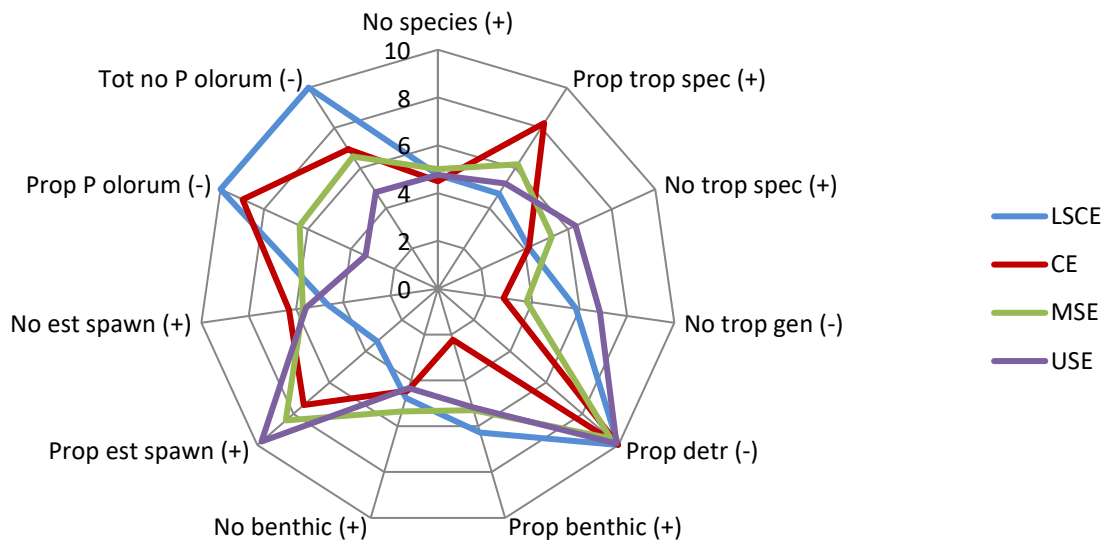 No species (+)
10
Tot no P olorum (-)
Prop trop spec (+)
8
6
Prop P olorum (-)
No trop spec (+)
4
2
LSCE
0
CE
No est spawn (+)
No trop gen (-)
MSE
USE
Prop est spawn (+)
Prop detr (-)
No benthic (+)
Prop benthic (+)